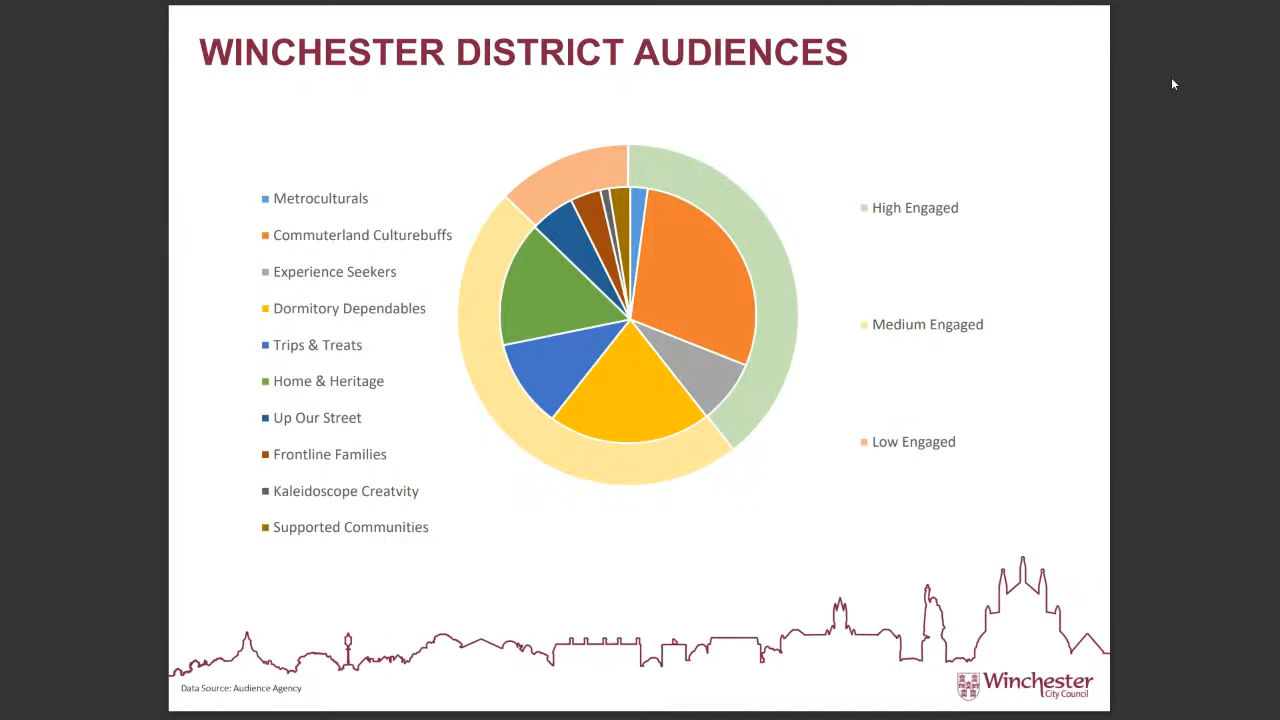 WINCHESTER DISTRICT AUDIENCES
Metroculturals
Commuterland Culturebuffs
Experience Seekers
Dormitory Dependables
Trips & Treats
Home & Heritage
Up Our Street
Frontline Families
Kaleidoscope Creatvity
Supported Communities
High Engaged
Medium Engaged
Low Engaged
Data Source: Audience Agency
Winchester
City Council